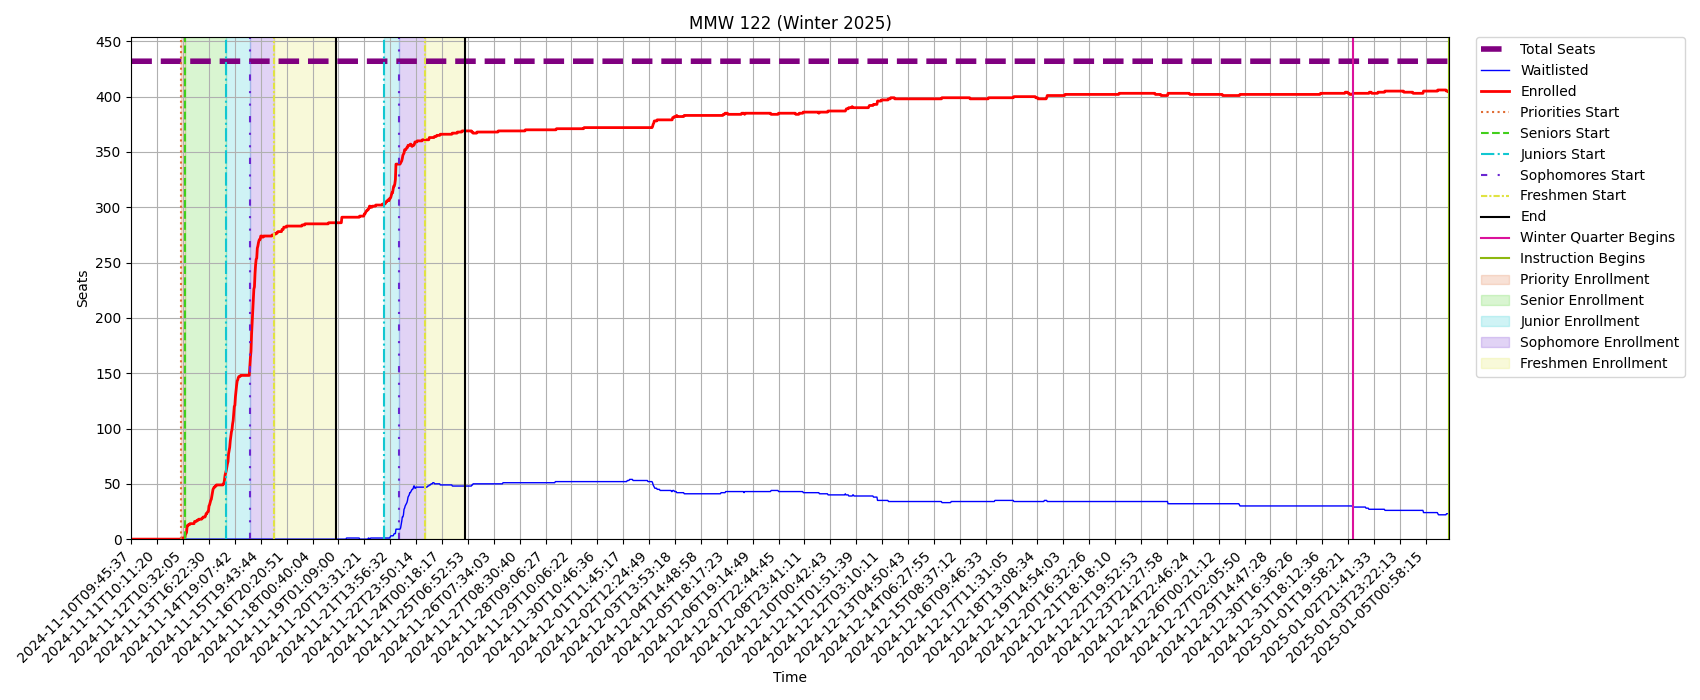 MMW 122 (Winter 2025)
450
400
350
300
250
200
150
100
50
0
Seats
2024-11-10T09:45:37
2024-11-11T10:11:20
2024-11-12T10:32:05
2024-11-13T16:22:30
2024-11-14T19:07:42
2024-11-15T19:43:44
2024-11-16T20:20:51
2024-11-18T00:40:04
2024-11-19T01:09:00
2024-11-20T13:31:21
2024-11-21T13:56:32
2024-11-22T23:50:14
2024-11-24T00:18:17
2024-11-25T06:52:53
2024-11-26T07:34:03
2024-11-27T08:30:40
2024-11-28T09:06:27
2024-11-29T10:06:22
2024-11-30T10:46:36
2024-12-01T11:45:17
2024-12-02T12:24:49
2024-12-03T13:53:18
2024-12-04T14:48:58
2024-12-05T18:17:23
2024-12-06T19:14:49
2024-12-07T22:44:45
2024-12-08T23:41:11
2024-12-10T00:42:43
2024-12-11T01:51:39
2024-12-12T03:10:11
2024-12-13T04:50:43
2024-12-14T06:27:55
2024-12-15T08:37:12
2024-12-16T09:46:33
2024-12-17T11:31:05
2024-12-18T13:08:34
2024-12-19T14:54:03
2024-12-20T16:32:26
2024-12-21T18:18:10
2024-12-22T19:52:53
2024-12-23T21:27:58
2024-12-24T22:46:24
2024-12-26T00:21:12
2024-12-27T02:05:50
2024-12-29T14:47:28
2024-12-30T16:36:26
2024-12-31T18:12:36
2025-01-01T19:58:21
2025-01-02T21:41:33
2025-01-03T23:22:13
2025-01-05T00:58:15
Time
Total Seats
Waitlisted
Enrolled
Priorities Start
Seniors Start
Juniors Start
Sophomores Start
Freshmen Start
End
Winter Quarter Begins
Instruction Begins
Priority Enrollment
Senior Enrollment
Junior Enrollment
Sophomore Enrollment
Freshmen Enrollment